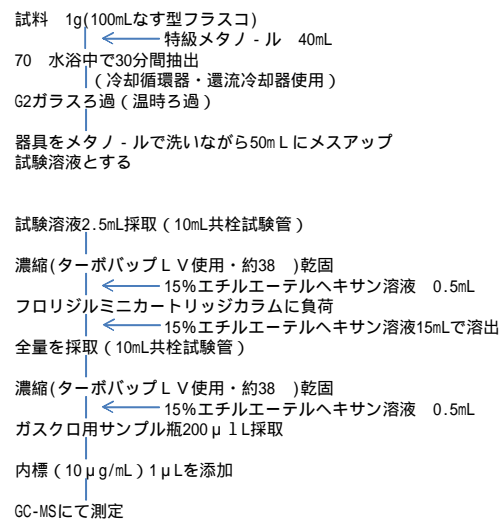 試料 1g(100mLなす型フラスコ)
特級メタノ‐ル 40mL
70 水浴中で30分間抽出
(冷却循環器・還流冷却器使用)
G2ガラスろ過(温時ろ過)
器具をメタノ‐ルで洗いながら50mLにメスアップ
試験溶液とする
試験溶液2.5mL採取(10mL共栓試験管)
濃縮(ターボバップLV使用・約38 )乾固
15%エチルエーテルヘキサン溶液 0.5mL
フロリジルミニカートリッジカラムに負荷
15%エチルエーテルヘキサン溶液15mLで溶出
全量を採取(10mL共栓試験管)
濃縮(ターボバップLV使用・約38 )乾固
15%エチルエーテルヘキサン溶液 0.5mL
ガスクロ用サンプル瓶200μlL採取
内標(10μg/mL)1μLを添加
GC-MSにて測定